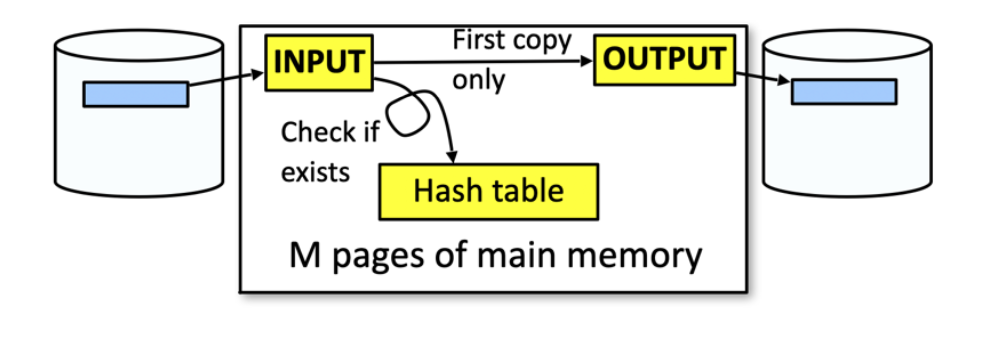 INPUT
First copy
only
OUTPUT
Check if
exists
Hash table
M pages of main memory